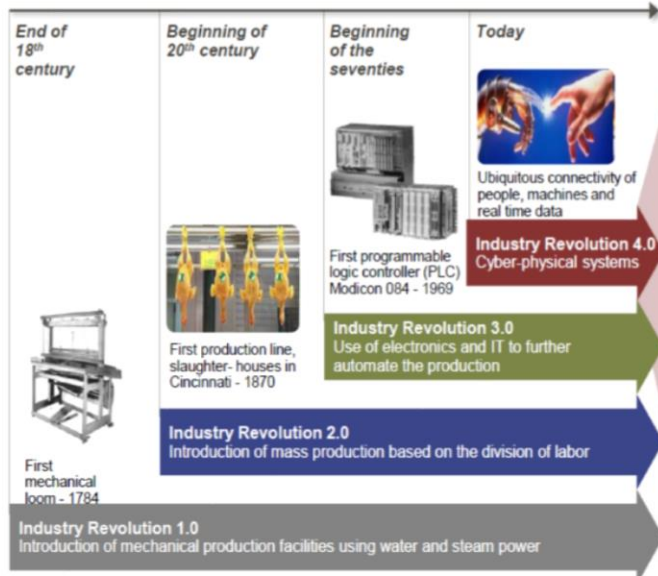 End of
18th
century
Beginning of
20th century
Beginning
of the
seventies
Today
Ubiquitous connectivity of
people, machines and
real time data
Industry Revolution 4.0
Cyber-physical systems
First programmable
logic controller (PLC)
Modicon 084 - 1969
Industry Revolution 3.0
Use of electronics and IT to further
automate the production
First production line,
slaughter- houses in
Cincinnati - 1870
Industry Revolution 2.0
Introduction of mass production based on the division of labor
First
mechanical
loom - 1784
Industry Revolution 1.0
Introduction of mechanical production facilities using water and steam power